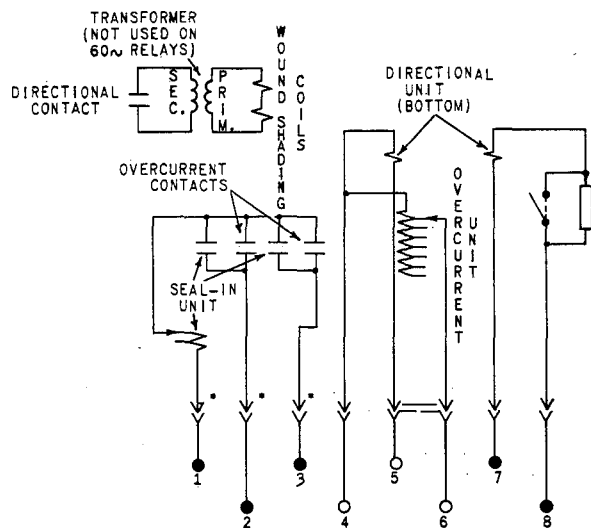 TRANSFORMER
(NOT USED ON
60~ RELAYS)
DIRECTIONAL
CONTACT
SEC.
PRIM.
WOUND SHADING
COILS
DIRECTIONAL
UNIT
(BOTTOM)
OVERCURRENT
CONTACTS
OVERCURRENT
UNIT
SEAL-IN
UNIT
* * *
1
2
3
4
5
6
7
8